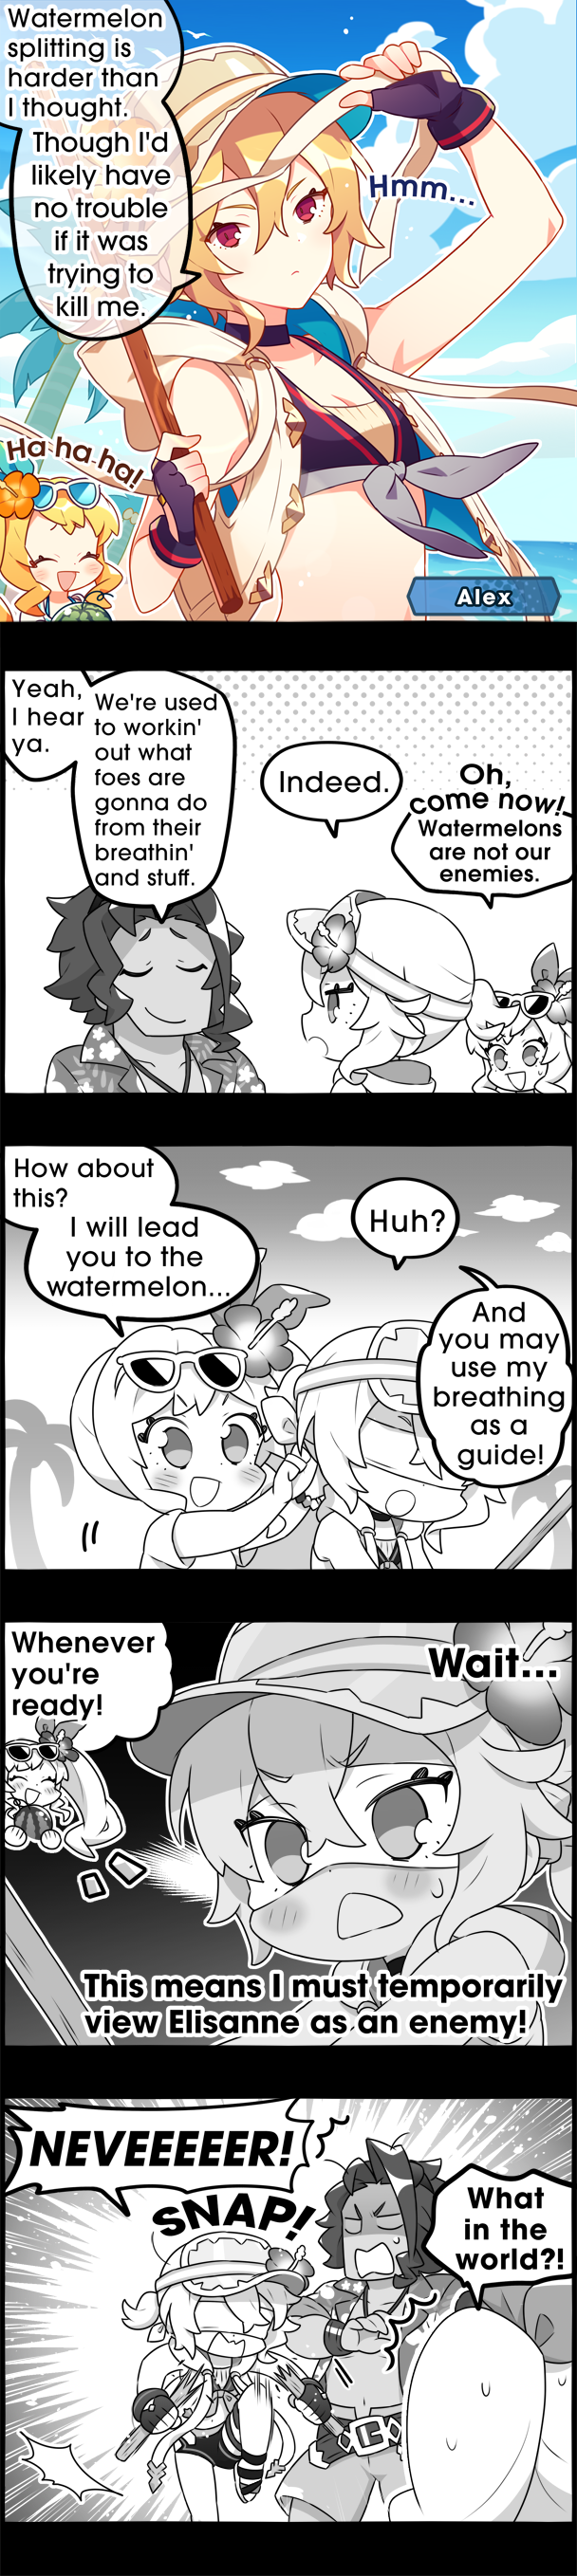 Watermelon
splitting is
harder than
I thought.
Though I'd
likely have
no trouble
if it was
trying to
kill me.
Hmm...
Ha ha ha!
Alex
Yeah,
I hear
ya.
We're used
to workin'
out what
foes are
gonna do
from their
breathin'
and stuff.
Indeed.
Oh,
come now!
Watermelons
are not our
enemies.
How about
this?
I will lead
you to the
watermelon...
Huh?
And
you may
use my
breathing
as a
guide!
Whenever
you're
ready!
Wait...
This means I must temporarily
view Elisanne as an enemy!
NEVEEEEER!
SNAP!
What
in the
world?!